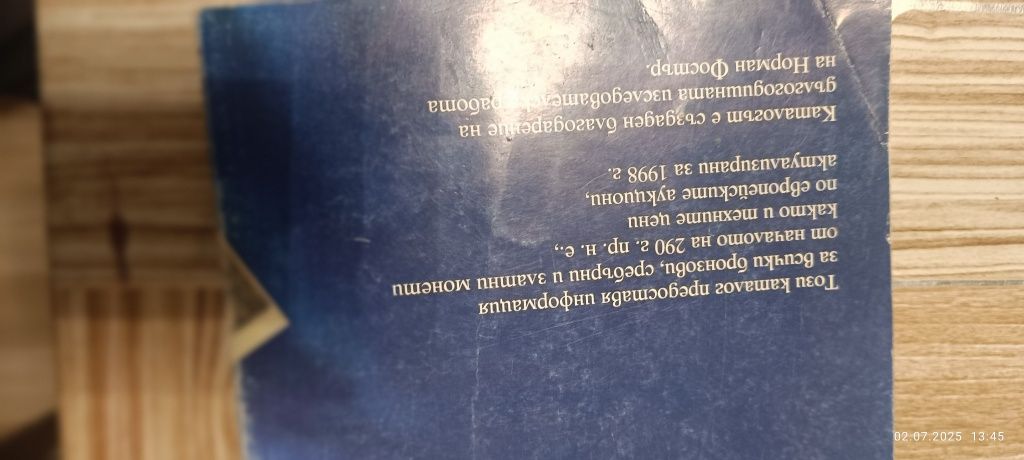 Този каталог предоставя информация
за всички бронзови, сребърни и златни монети
от началото на 290 г. пр. н. е.,
както и техните цени
по европейските аукциони,
актуализирани за 1998 г.
Каталогът е създаден благодарение на
дългогодишната изследователска работа
на Норман Фостър.
02.07.2025 13:45